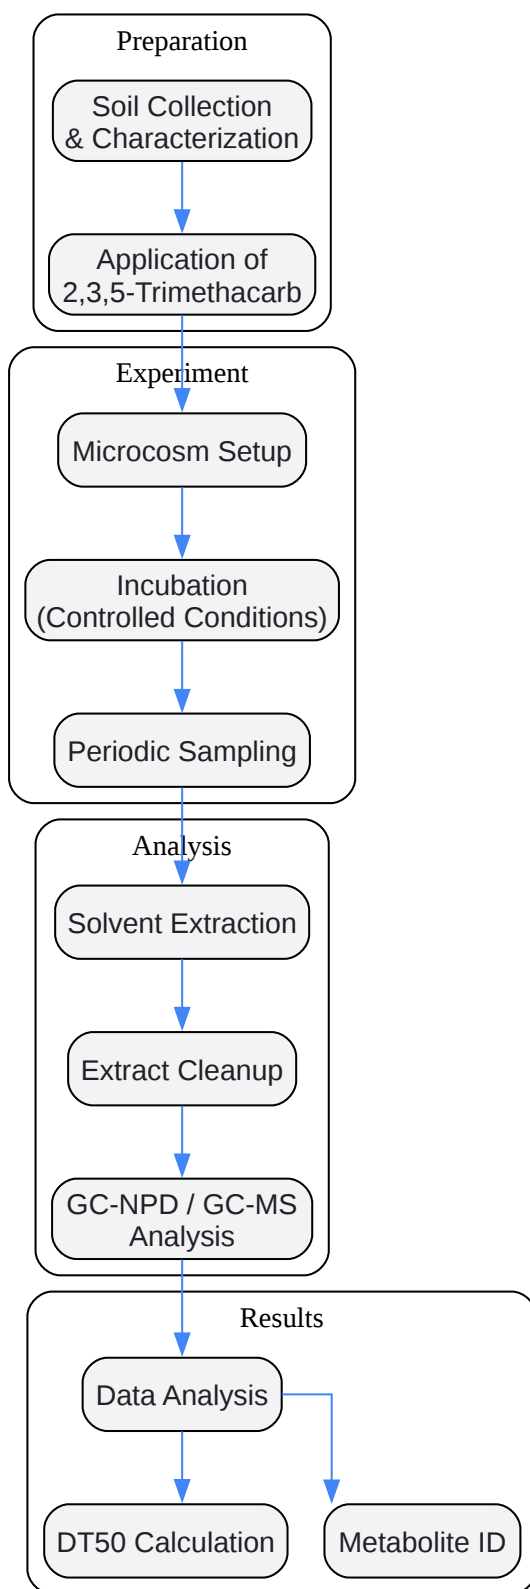 Preparation
Soil Collection
& Characterization
Application of
2,3,5-Trimethacarb
Experiment
Microcosm Setup
Incubation
(Controlled Conditions)
Periodic Sampling
Analysis
Solvent Extraction
Extract Cleanup
GC-NPD / GC-MS
Analysis
Results
Data Analysis
DT50 Calculation
Metabolite ID